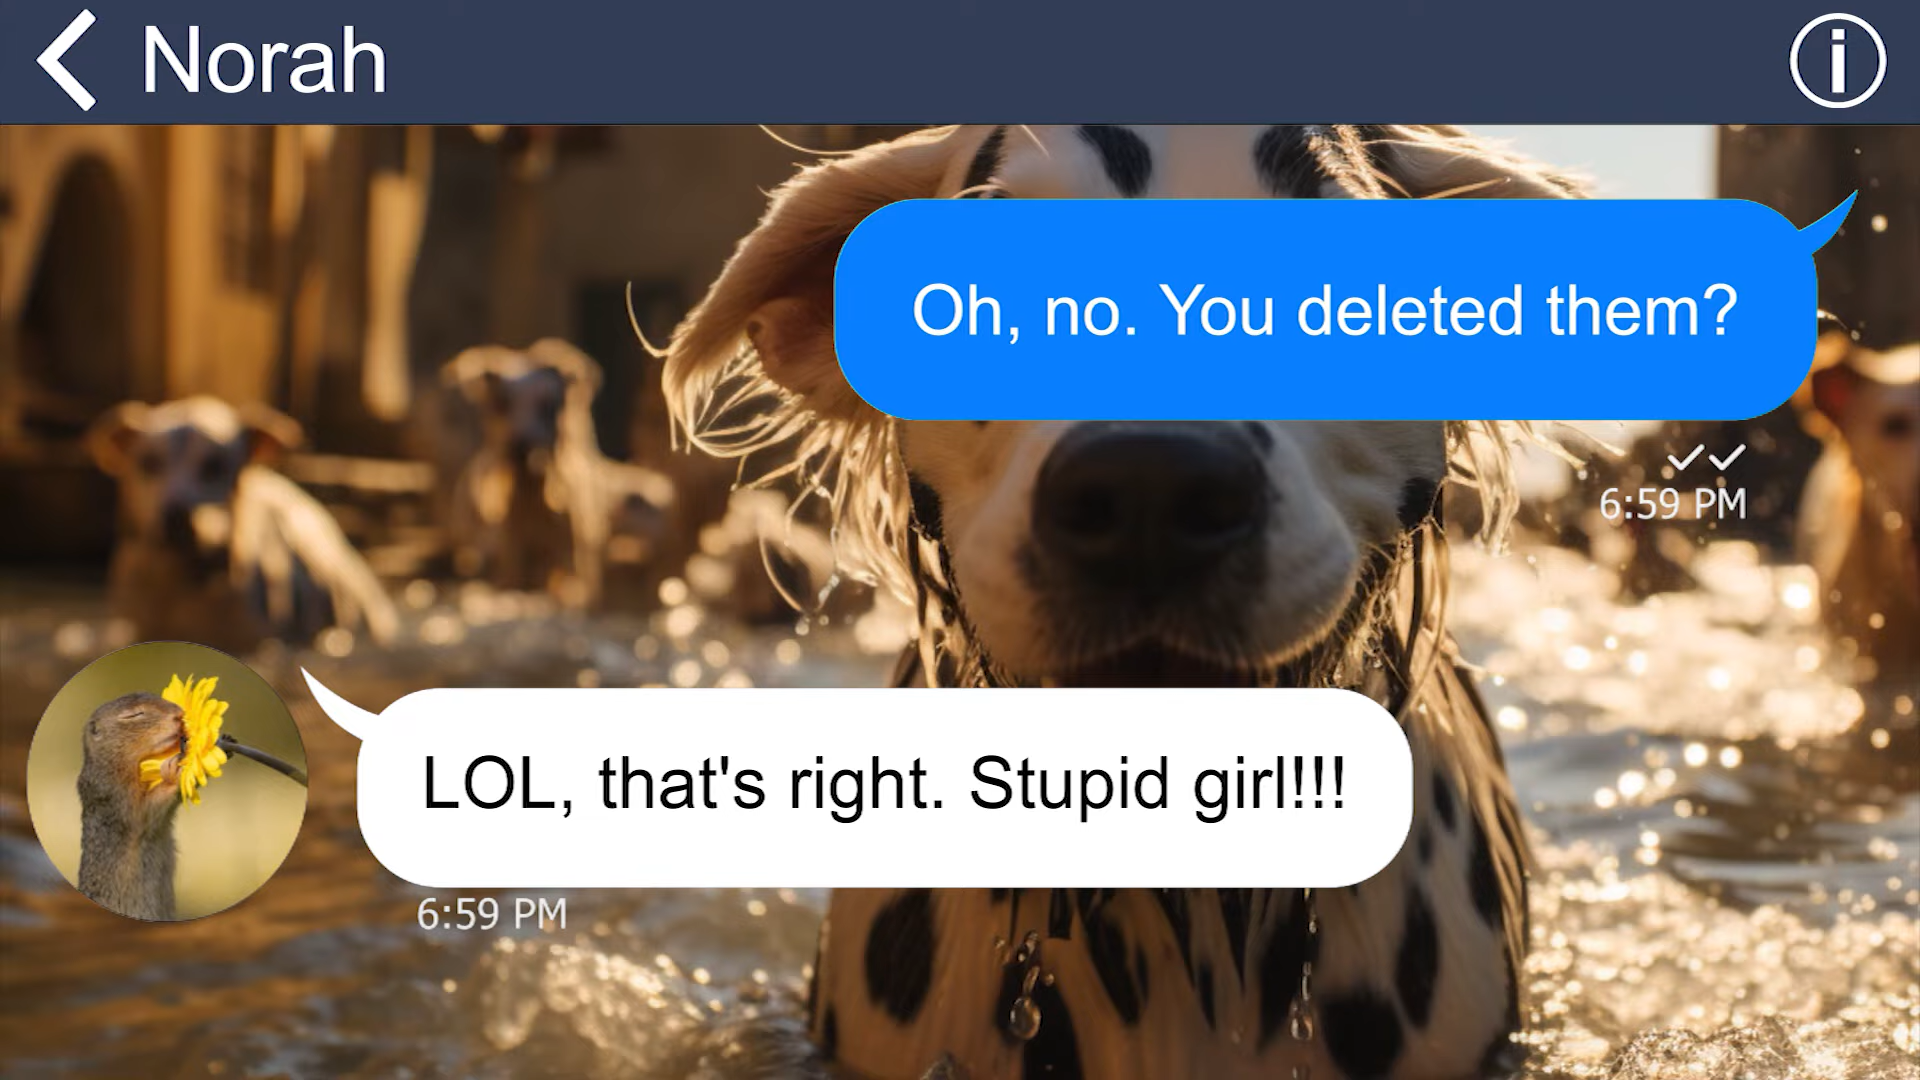 Norah
Oh, no. You deleted them?
6:59 PM
LOL, that's right. Stupid girl!!!
6:59 PM